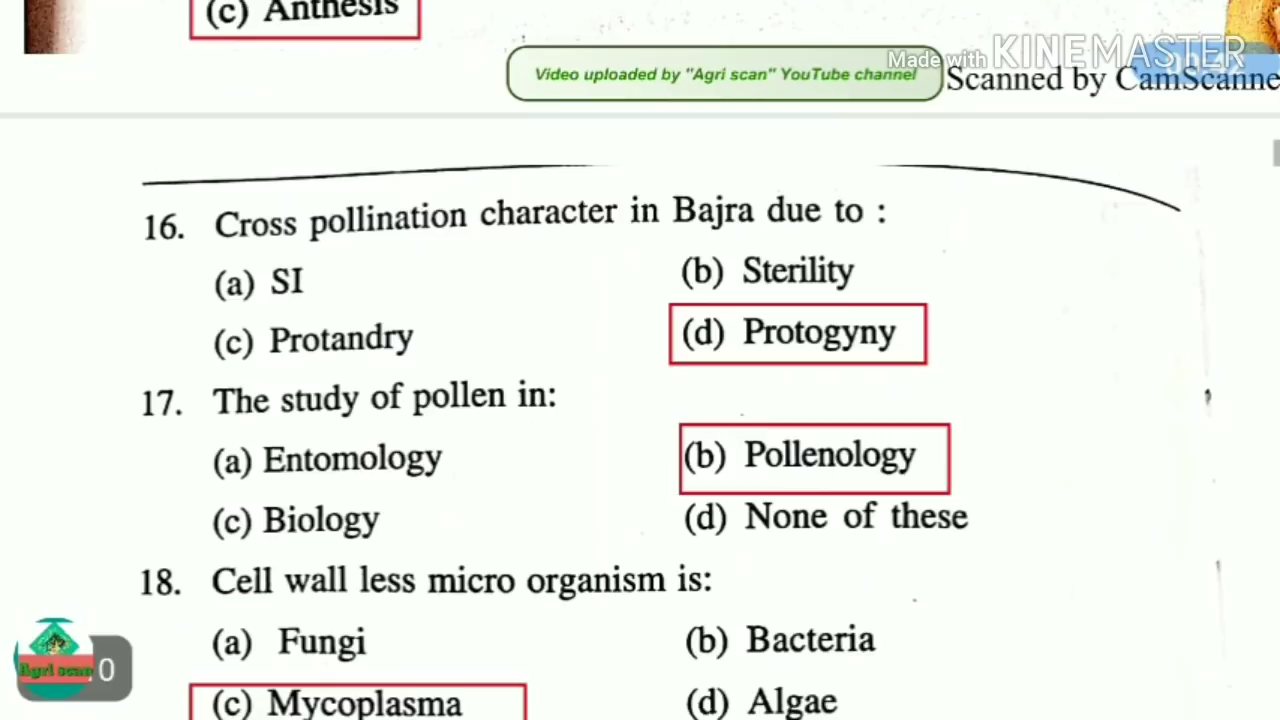 (c) Anthesis
Made with KINEMASTER
Video uploaded by "Agri scan" YouTube channel
Scanned by CamScanne
16. Cross pollination character in Bajra due to :
(a) SI (b) Sterility
(c) Protandry (d) Protogyny
17. The study of pollen in:
(a) Entomology (b) Pollenology
(c) Biology (d) None of these
18. Cell wall less micro organism is:
(a) Fungi (b) Bacteria
Agri scan 0
(c) Mycoplasma (d) Algae